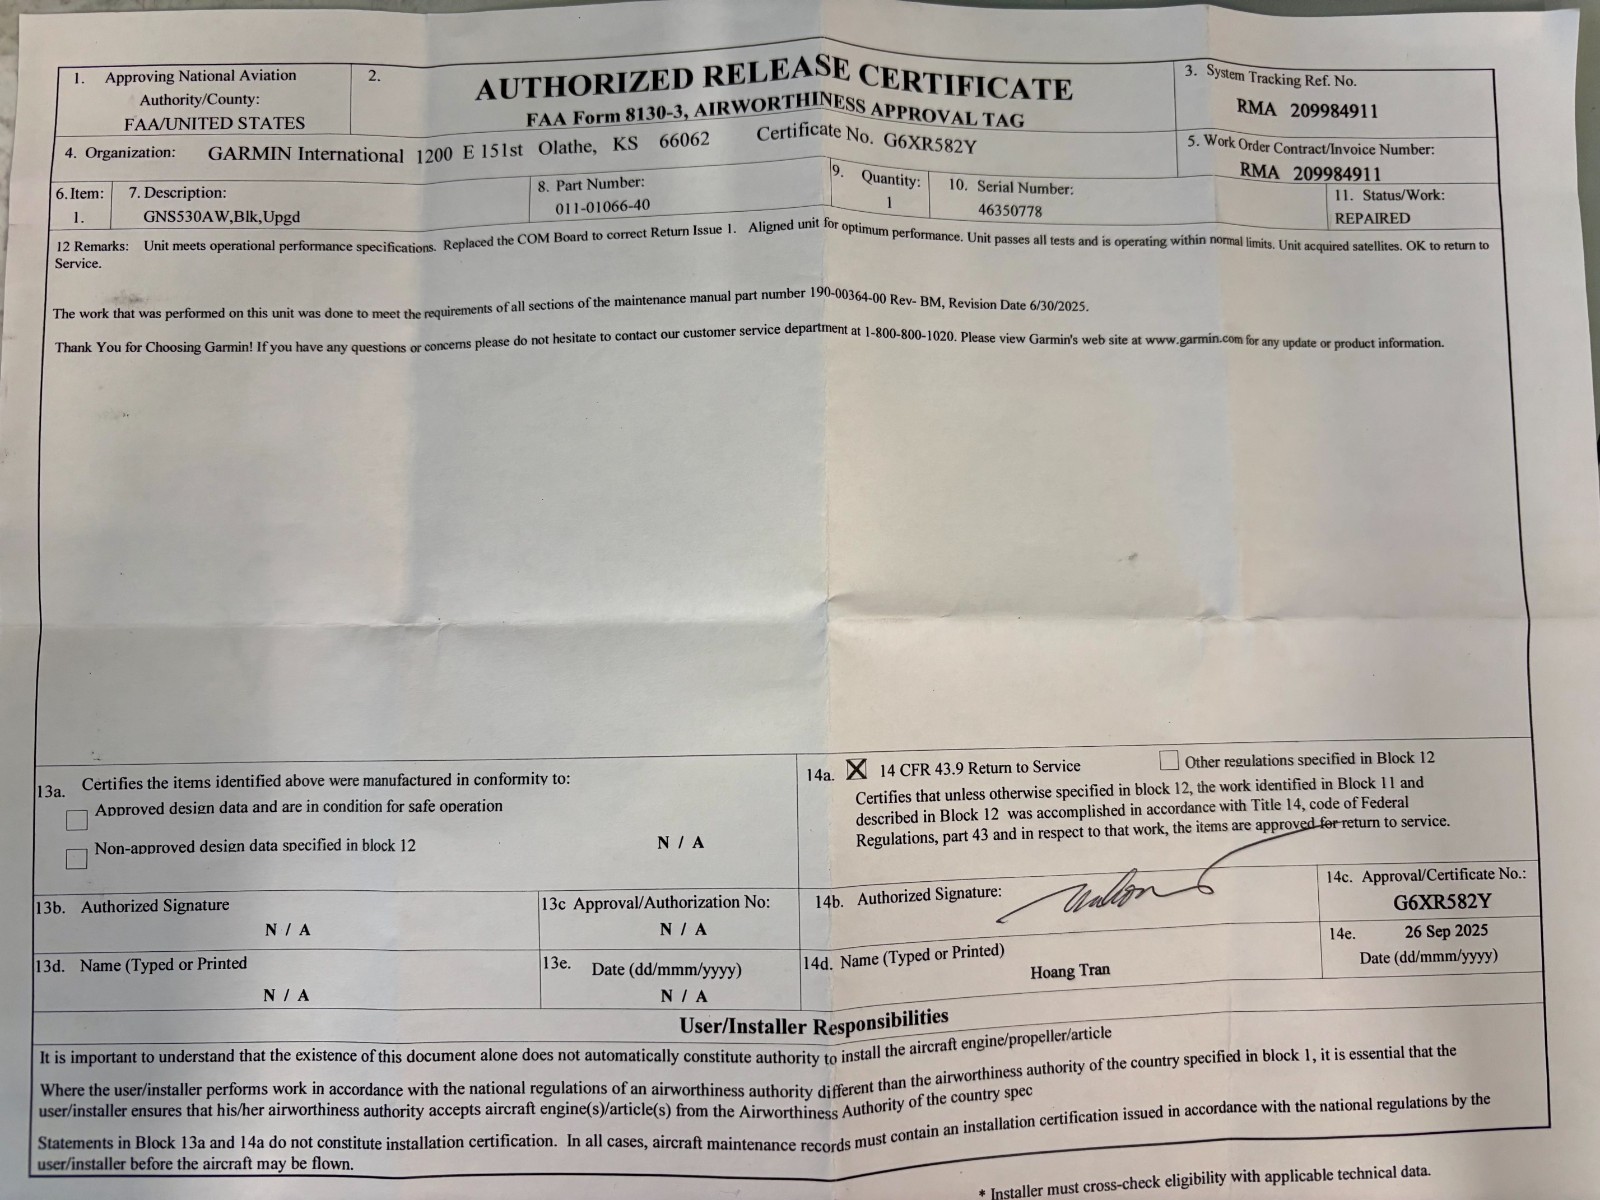 1. Approving National Aviation
Authority/County:
FAA/UNITED STATES
2.
AUTHORIZED RELEASE CERTIFICATE
FAA Form 8130-3, AIRWORTHINESS APPROVAL TAG
3. System Tracking Ref. No.
RMA 209984911
4. Organization: GARMIN International 1200 E 151st Olathe, KS 66062 Certificate No. G6XR582Y
5. Work Order Contract/Invoice Number:
RMA 209984911
6. Item:
1.
7. Description:
GNS530AW,Blk,Upgd
8. Part Number:
011-01066-40
9. Quantity:
1
10. Serial Number:
46350778
11. Status/Work:
REPAIRED
12 Remarks: Unit meets operational performance specifications. Replaced the COM Board to correct Return Issue 1. Aligned unit for optimum performance. Unit passes all tests and is operating within normal limits. Unit acquired satellites. OK to return to
Service.
The work that was performed on this unit was done to meet the requirements of all sections of the maintenance manual part number 190-00364-00 Rev- BM, Revision Date 6/30/2025.
Thank You for Choosing Garmin! If you have any questions or concerns please do not hesitate to contact our customer service department at 1-800-800-1020. Please view Garmin's web site at www.garmin.com for any update or product information.
13a. Certifies the items identified above were manufactured in conformity to:
Approved design data and are in condition for safe operation
Non-approved design data specified in block 12
N / A
14a. 14 CFR 43.9 Return to Service
Other regulations specified in Block 12
Certifies that unless otherwise specified in block 12, the work identified in Block 11 and
described in Block 12 was accomplished in accordance with Title 14, code of Federal
Regulations, part 43 and in respect to that work, the items are approved for return to service.
13b. Authorized Signature
N / A
13c Approval/Authorization No:
N / A
14b. Authorized Signature:
14c. Approval/Certificate No.:
G6XR582Y
13d. Name (Typed or Printed
N / A
13e. Date (dd/mmm/yyyy)
N / A
14d. Name (Typed or Printed)
Hoang Tran
14e. 26 Sep 2025
Date (dd/mmm/yyyy)
User/Installer Responsibilities
It is important to understand that the existence of this document alone does not automatically constitute authority to install the aircraft engine/propeller/article
Where the user/installer performs work in accordance with the national regulations of an airworthiness authority different than the airworthiness authority of the country specified in block 1, it is essential that the
user/installer ensures that his/her airworthiness authority accepts aircraft engine(s)/article(s) from the Airworthiness Authority of the country spec
Statements in Block 13a and 14a do not constitute installation certification. In all cases, aircraft maintenance records must contain an installation certification issued in accordance with the national regulations by the
user/installer before the aircraft may be flown.
* Installer must cross-check eligibility with applicable technical data.